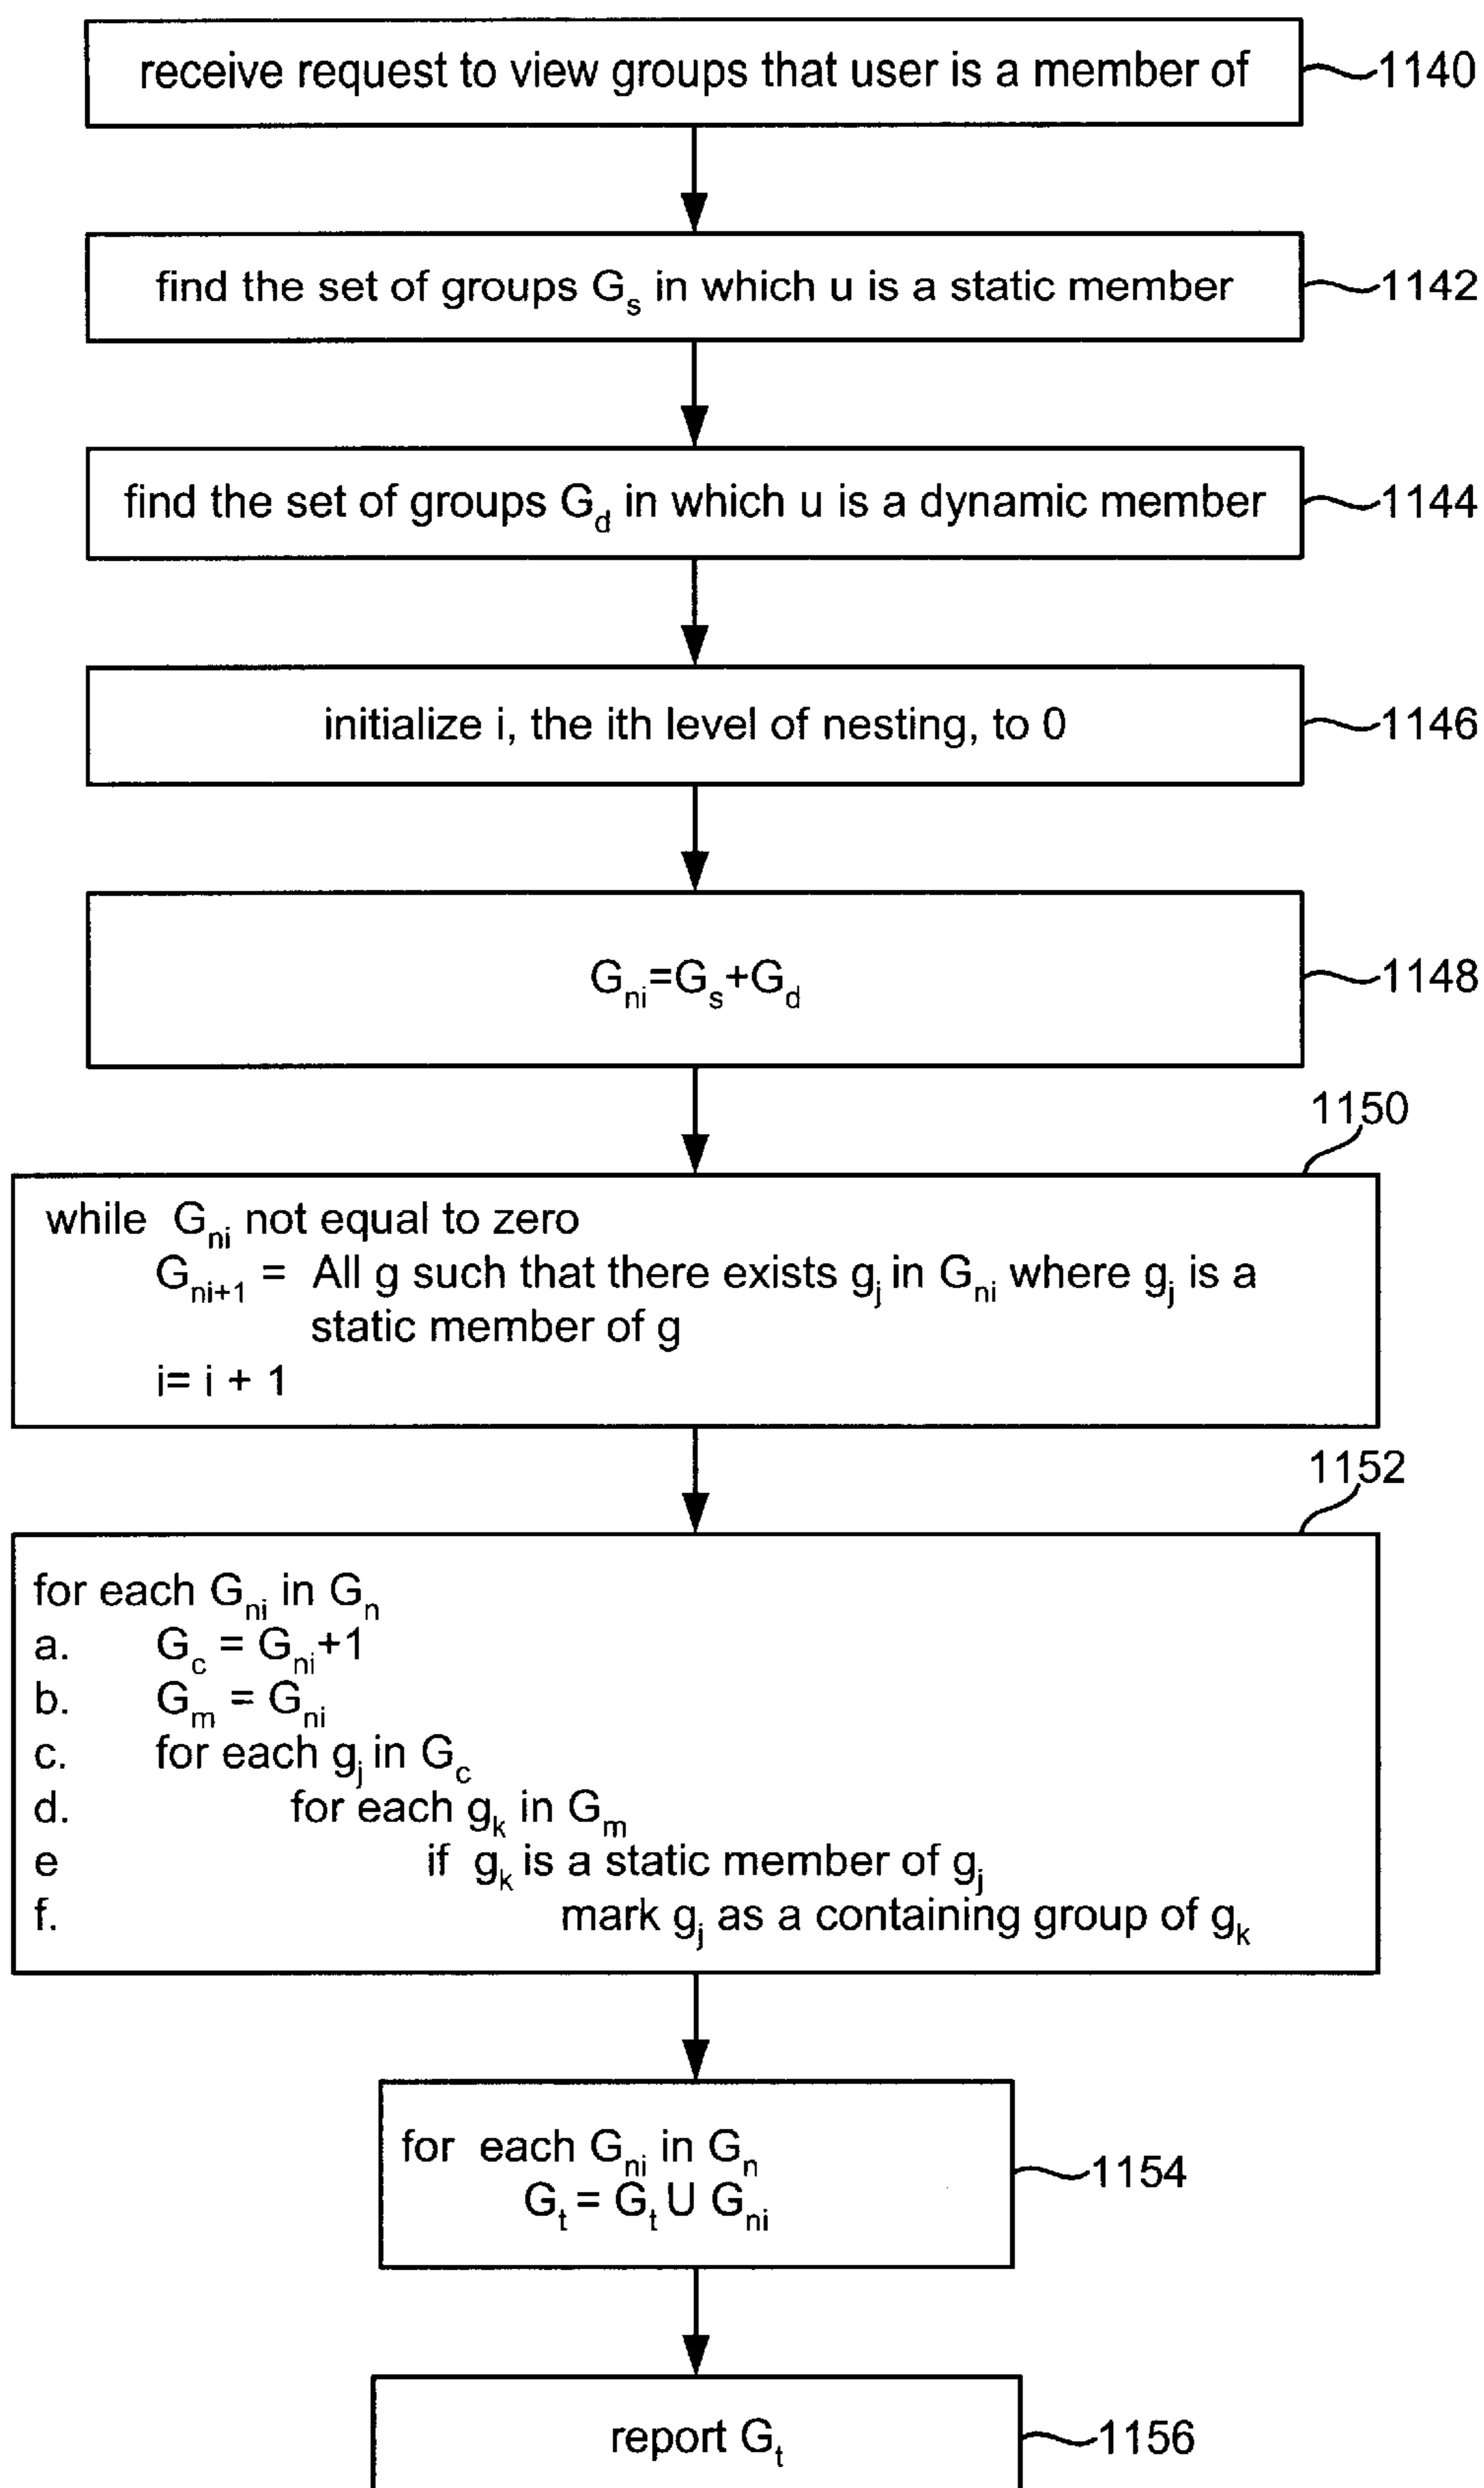 receive request to view groups that user is a member of 1140
find the set of groups Gs in which u is a static member 1142
find the set of groups Gd in which u is a dynamic member 1144
initialize i, the ith level of nesting, to 0 1146
Gni=Gs+Gd 1148
1150
while Gni not equal to zero
Gni+1 = All g such that there exists gj in Gni where gj is a
static member of g
i= i + 1
1152
for each Gni in Gn
a. Gc = Gni+1
b. Gm = Gni
c. for each gj in Gc
d. for each gk in Gm
e if gk is a static member of gj
f. mark gj as a containing group of gk
for each Gni in Gn
Gt = Gt U Gni
1154
report Gt 1156